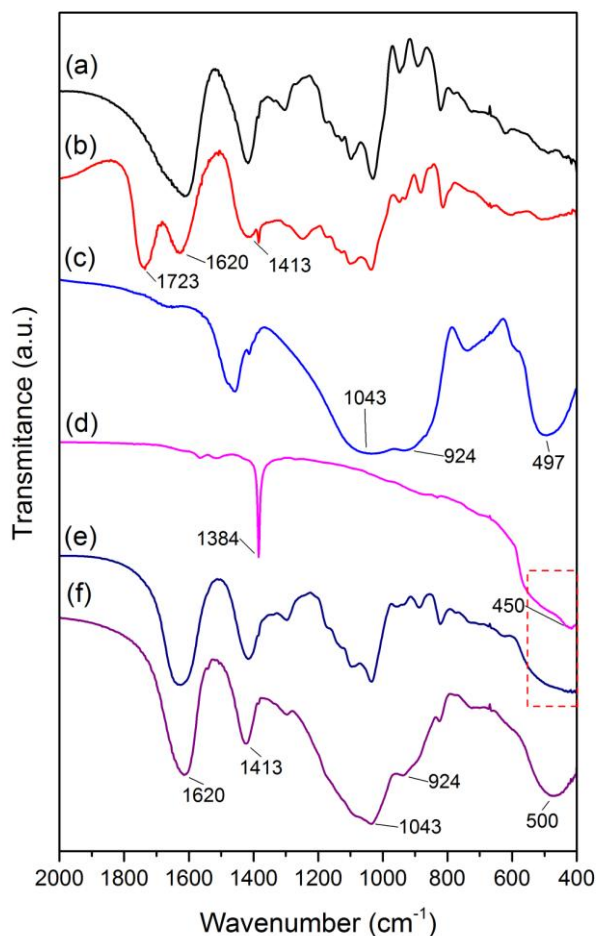 (a)
(b)
1723
1620
1413
(c)
1043
924
497
(d)
1384
450
(e)
(f)
1620
1413
1043
924
500
2000 1800 1600 1400 1200 1000 800 600 400
Wavenumber (cm-1)
Transmitance (a.u.)